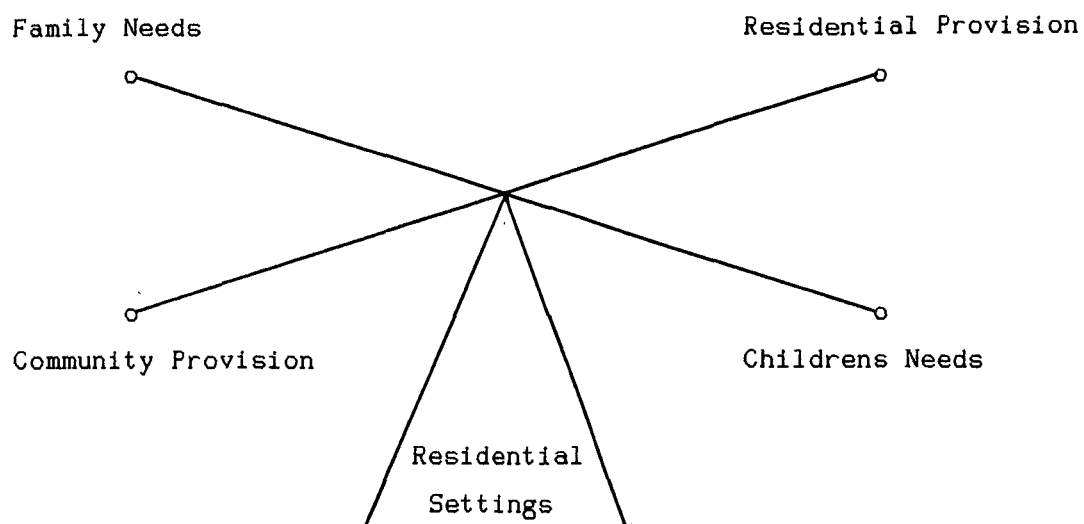 Family Needs
Residential Provision
Community Provision
Childrens Needs
Residential
Settings